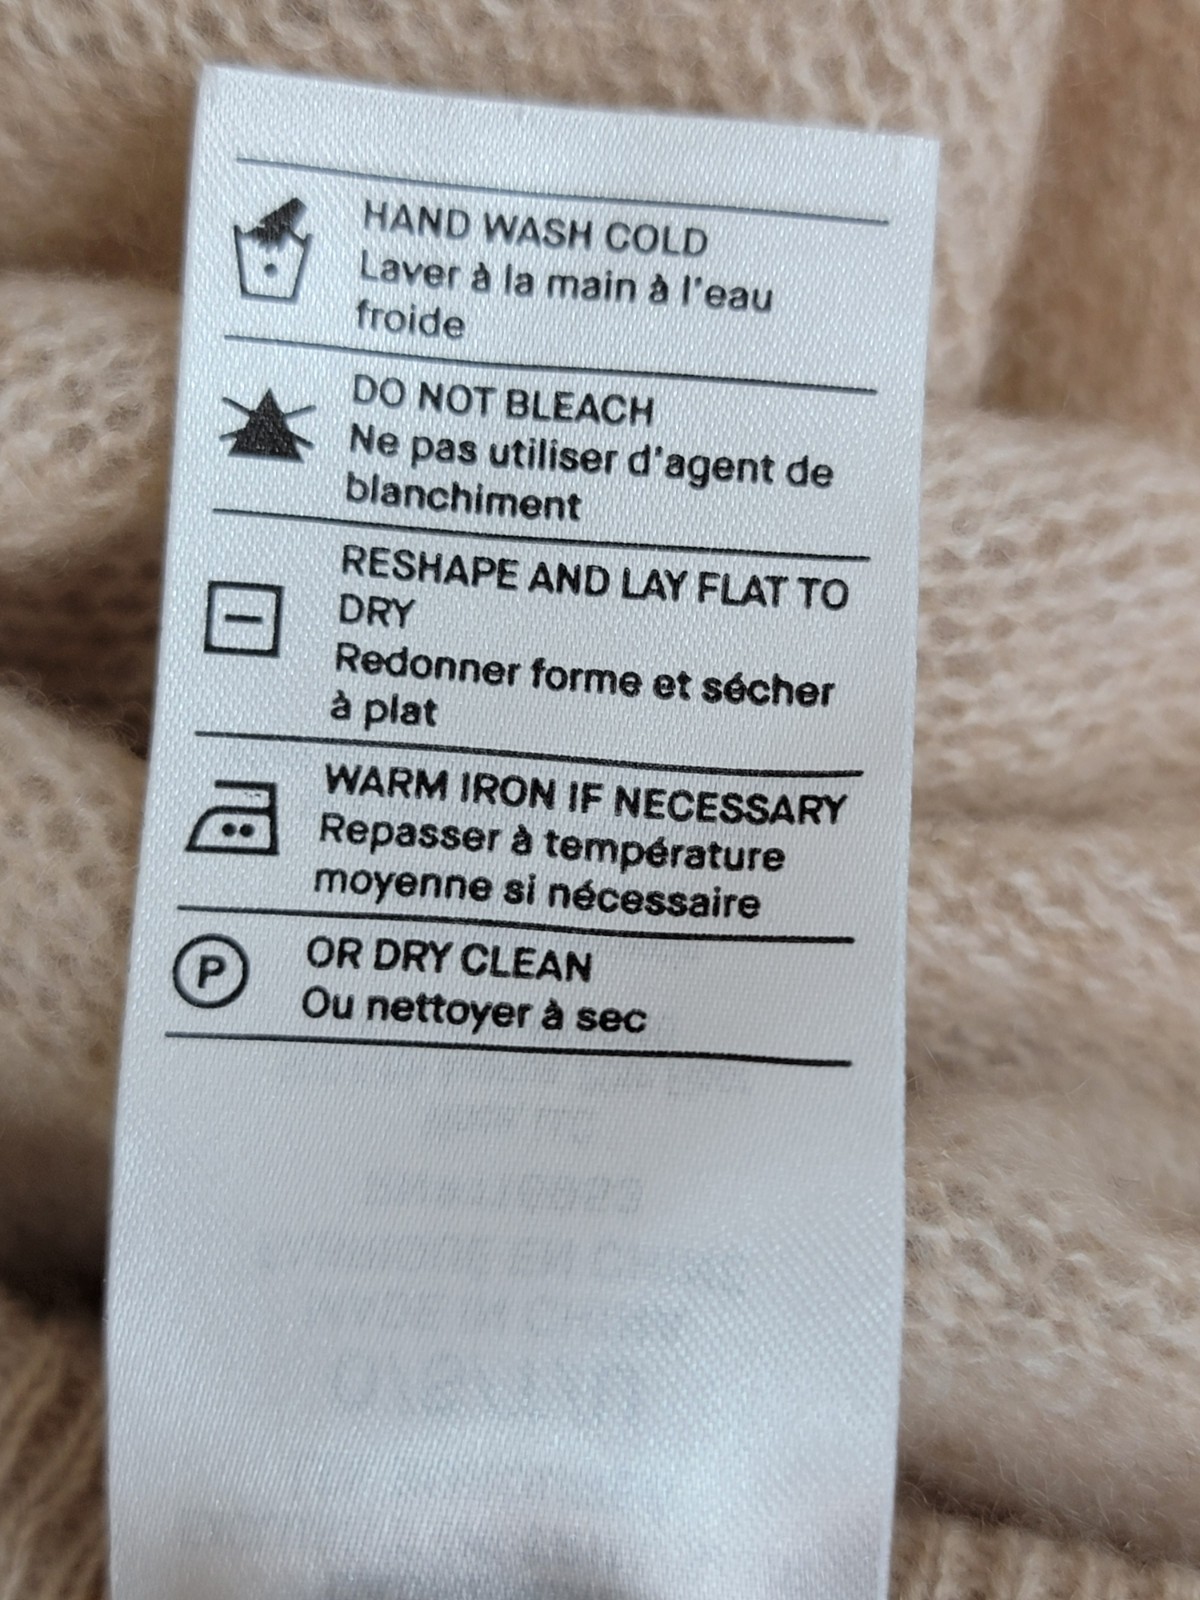 HAND WASH COLD
Laver à la main à l'eau
froide
DO NOT BLEACH
Ne pas utiliser d'agent de
blanchiment
RESHAPE AND LAY FLAT TO
DRY
Redonner forme et sécher
à plat
WARM IRON IF NECESSARY
Repasser à température
moyenne si nécessaire
P
OR DRY CLEAN
Ou nettoyer à sec